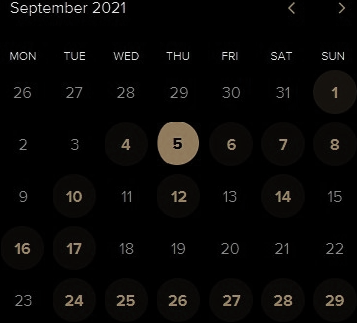 September 2021
MON TUE WED THU FRI SAT SUN
26 27 28 29 30 31 1
2 3 4 5 6 7 8
9 10 11 12 13 14 15
16 17 18 19 20 21 22
23 24 25 26 27 28 29